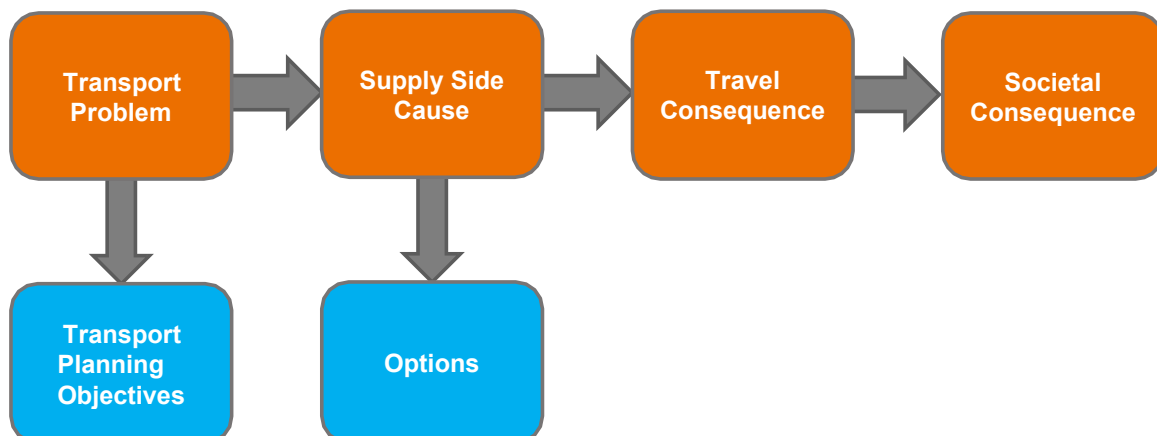 Transport
Problem
Supply Side
Cause
Travel
Consequence
Societal
Consequence
Transport
Planning
Objectives
Options